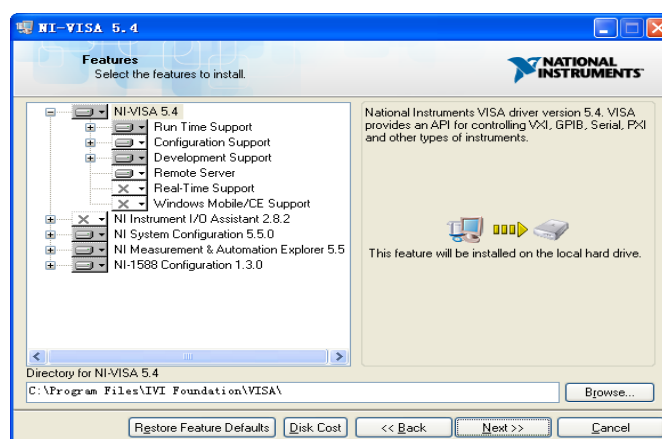 NI-VISA 5.4
Features
Select the features to install.
NATIONAL
INSTRUMENTS
NI-VISA 5.4
Run Time Support
Configuration Support
Development Support
Remote Server
Real-Time Support
Windows Mobile/CE Support
NI Instrument I/O Assistant 2.8.2
NI System Configuration 5.5.0
NI Measurement & Automation Explorer 5.5
NI-1588 Configuration 1.3.0
National Instruments VISA driver version 5.4. VISA
provides an API for controlling VXI, GPIB, Serial, PXI
and other types of instruments.
This feature will be installed on the local hard drive.
Directory for NI-VISA 5.4
C:\Program Files\IVI Foundation\VISA\
Browse...
Restore Feature Defaults
Disk Cost
<< Back
Next >>
Cancel